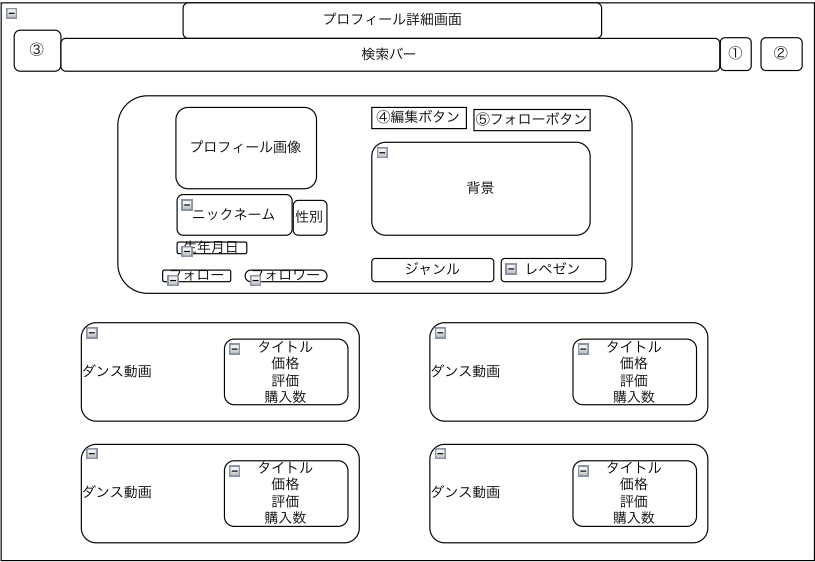 プロフィール詳細画面
③
検索バー
①
②
④編集ボタン
⑤フォローボタン
プロフィール画像
背景
ニックネーム
性別
生年月日
フォロー
フォロワー
ジャンル
レペゼン
ダンス動画
タイトル
価格
評価
購入数
ダンス動画
タイトル
価格
評価
購入数
ダンス動画
タイトル
価格
評価
購入数
ダンス動画
タイトル
価格
評価
購入数